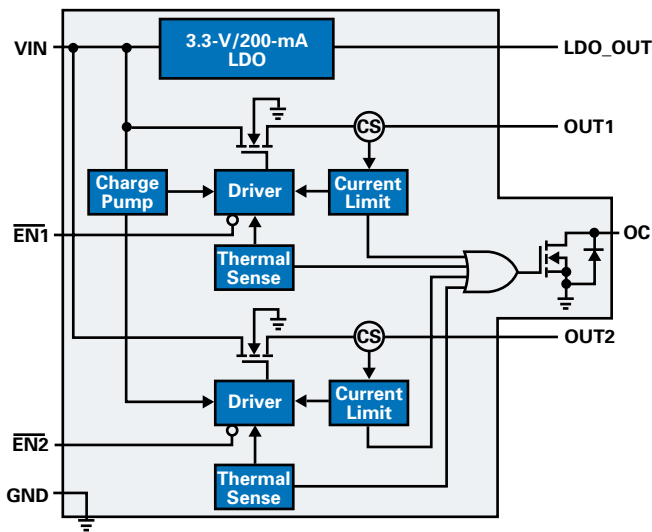 VIN
3.3-V/200-mA
LDO
LDO_OUT
CS
OUT1
Charge
Pump
Driver
Current
Limit
EN1
OC
Thermal
Sense
CS
OUT2
Driver
Current
Limit
EN2
Thermal
Sense
GND